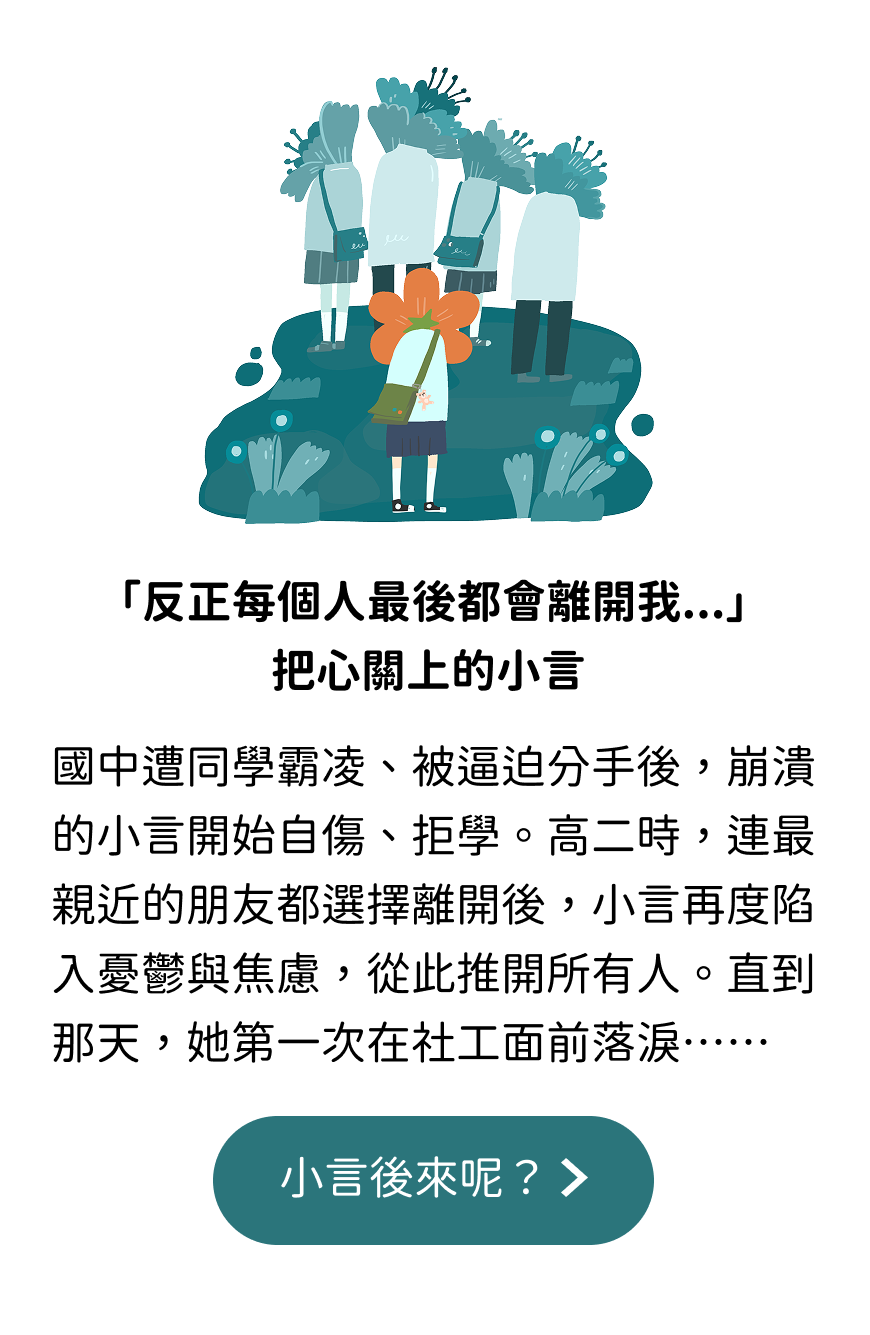 「反正每個人最後都會離開我...」
把心關上的小言
國中遭同學霸凌、被逼迫分手後，崩潰
的小言開始自傷、拒學。高二時，連最
親近的朋友都選擇離開後，小言再度陷
入憂鬱與焦慮，從此推開所有人。直到
那天，她第一次在社工面前落淚⋯⋯
小言後來呢？